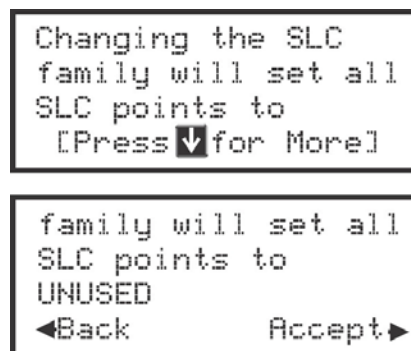 Changing the SLC
family will set all
SLC points to
[Press↓for More]
family will set all
SLC points to
UNUSED
◄Back Accept►